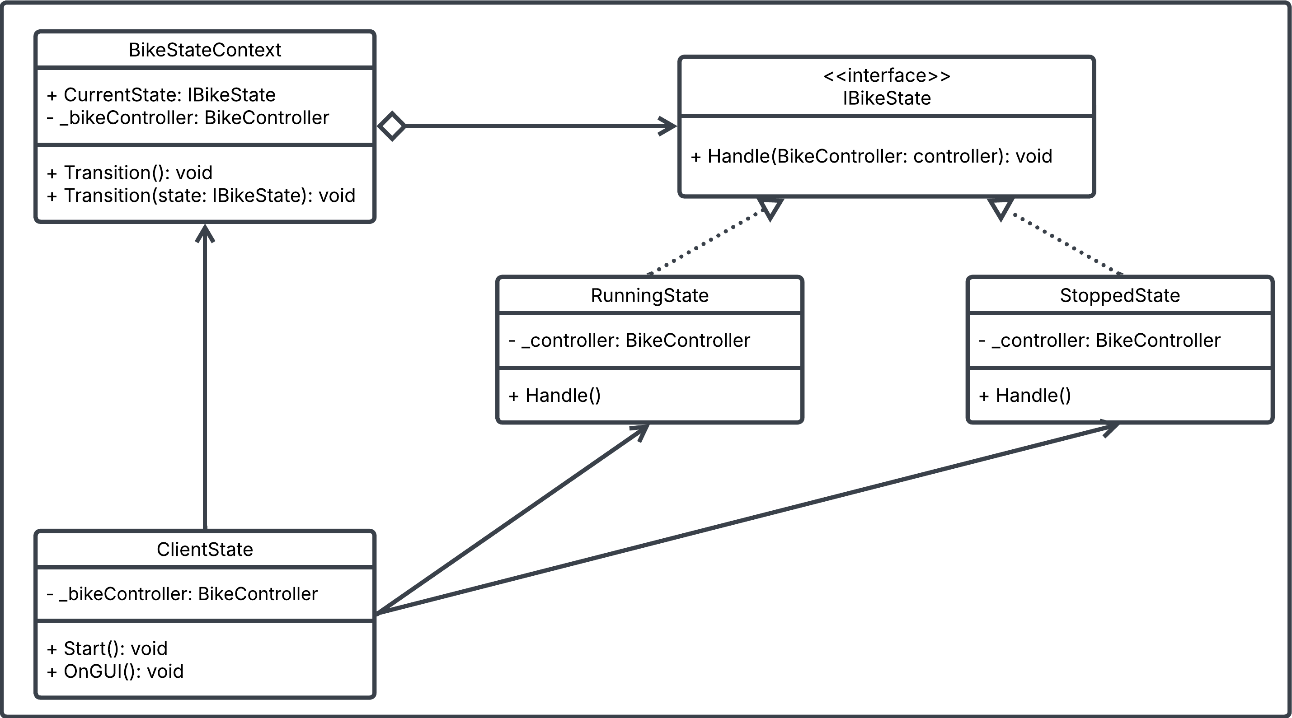 BikeStateContext
+ CurrentState: IBikeState
- _bikeController: BikeController
+ Transition(): void
+ Transition(state: IBikeState): void
<<interface>>
IBikeState
+ Handle(BikeController: controller): void
RunningState
- _controller: BikeController
+ Handle()
StoppedState
- _controller: BikeController
+ Handle()
ClientState
- _bikeController: BikeController
+ Start(): void
+ OnGUI(): void